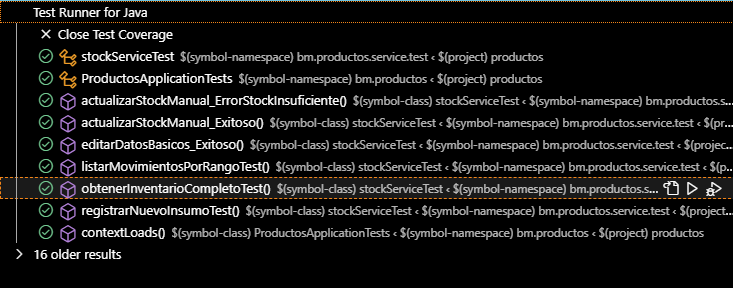 Test Runner for Java
Close Test Coverage
stockServiceTest $(symbol-namespace) bm.productos.service.test < $(project) productos
ProductosApplicationTests $(symbol-namespace) bm.productos < $(project) productos
actualizarStockManual_ErrorStockInsuficiente() $(symbol-class) stockServiceTest < $(symbol-namespace) bm.productos.s...
actualizarStockManual_Exitoso() $(symbol-class) stockServiceTest < $(symbol-namespace) bm.productos.service.test < $(pr...
editarDatosBasicos_Exitoso() $(symbol-class) stockServiceTest < $(symbol-namespace) bm.productos.service.test < $(projec...
listarMovimientosPorRangoTest() $(symbol-class) stockServiceTest < $(symbol-namespace) bm.productos.service.test < $(p...
obtenerInventarioCompletoTest() $(symbol-class) stockServiceTest < $(symbol-namespace) bm.productos.s...
registrarNuevoInsumoTest() $(symbol-class) stockServiceTest < $(symbol-namespace) bm.productos.service.test < $(project...
contextLoads() $(symbol-class) ProductosApplicationTests < $(symbol-namespace) bm.productos < $(project) productos
16 older results